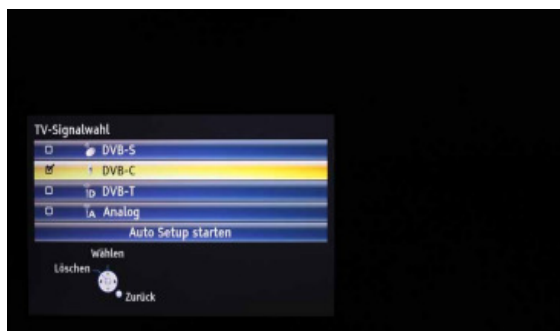 TV-Signalwahl
DVB-S
DVB-C
DVB-T
Analog
Auto Setup starten
Wählen
Löschen
Zurück